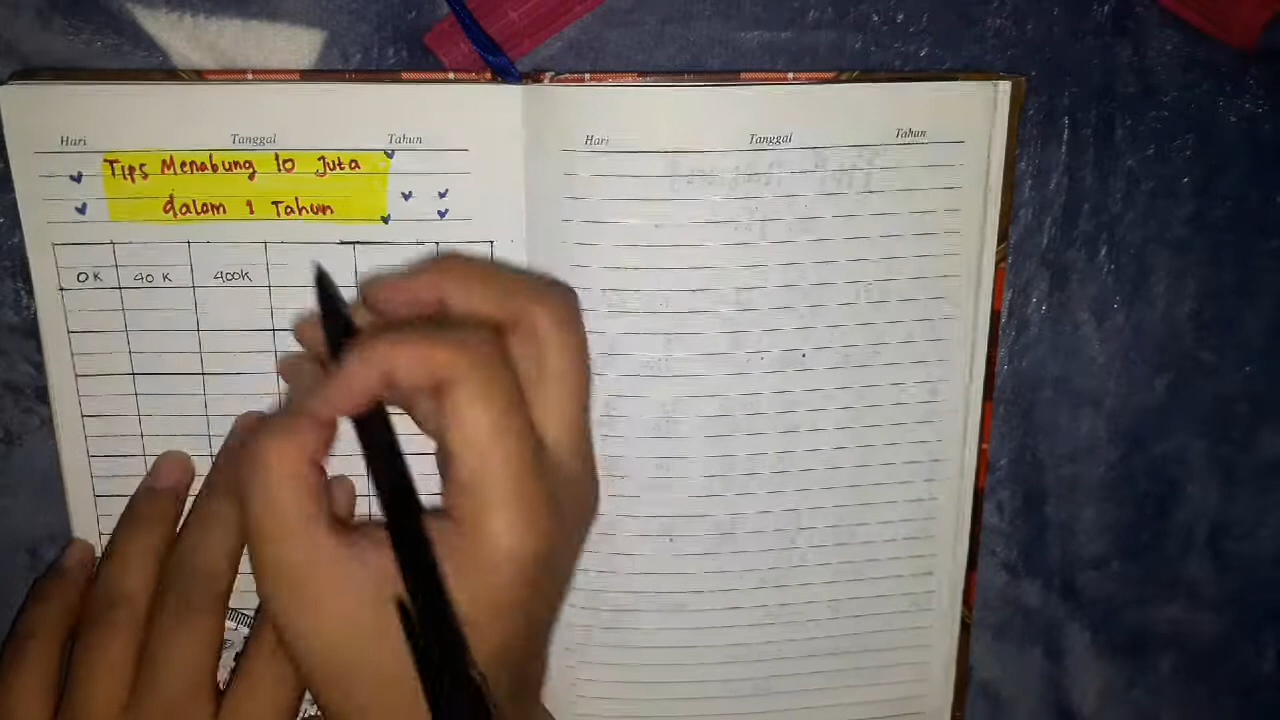 Hari Tanggal Tahun
Tips Menabung 10 Juta
dalam 1 Tahun
0K 40K 400K
Hari Tanggal Tahun